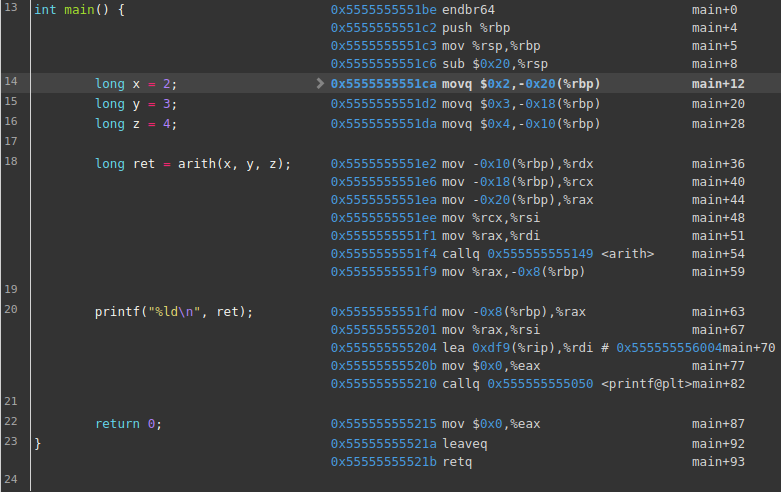 13 int main() { 0x5555555551be endbr64 main+0
0x5555555551c2 push %rbp main+4
0x5555555551c3 mov %rsp,%rbp main+5
0x5555555551c6 sub $0x20,%rsp main+8
14 long x = 2; 0x5555555551ca movq $0x2,-0x20(%rbp) main+12
15 long y = 3; 0x5555555551d2 movq $0x3,-0x18(%rbp) main+20
16 long z = 4; 0x5555555551da movq $0x4,-0x10(%rbp) main+28
17
18 long ret = arith(x, y, z); 0x5555555551e2 mov -0x10(%rbp),%rdx main+36
0x5555555551e6 mov -0x18(%rbp),%rcx main+40
0x5555555551ea mov -0x20(%rbp),%rax main+44
0x5555555551ee mov %rcx,%rsi main+48
0x5555555551f1 mov %rax,%rdi main+51
0x5555555551f4 callq 0x555555555149 <arith> main+54
0x5555555551f9 mov %rax,-0x8(%rbp) main+59
19
20 printf("%ld\n", ret); 0x5555555551fd mov -0x8(%rbp),%rax main+63
0x555555555201 mov %rax,%rsi main+67
0x555555555204 lea 0xdf9(%rip),%rdi # 0x555555556004main+70
0x55555555520b mov $0x0,%eax main+77
0x555555555210 callq 0x555555555050 <printf@plt>main+82
21
22 return 0; 0x555555555215 mov $0x0,%eax main+87
23 } 0x55555555521a leaveq main+92
0x55555555521b retq main+93
24